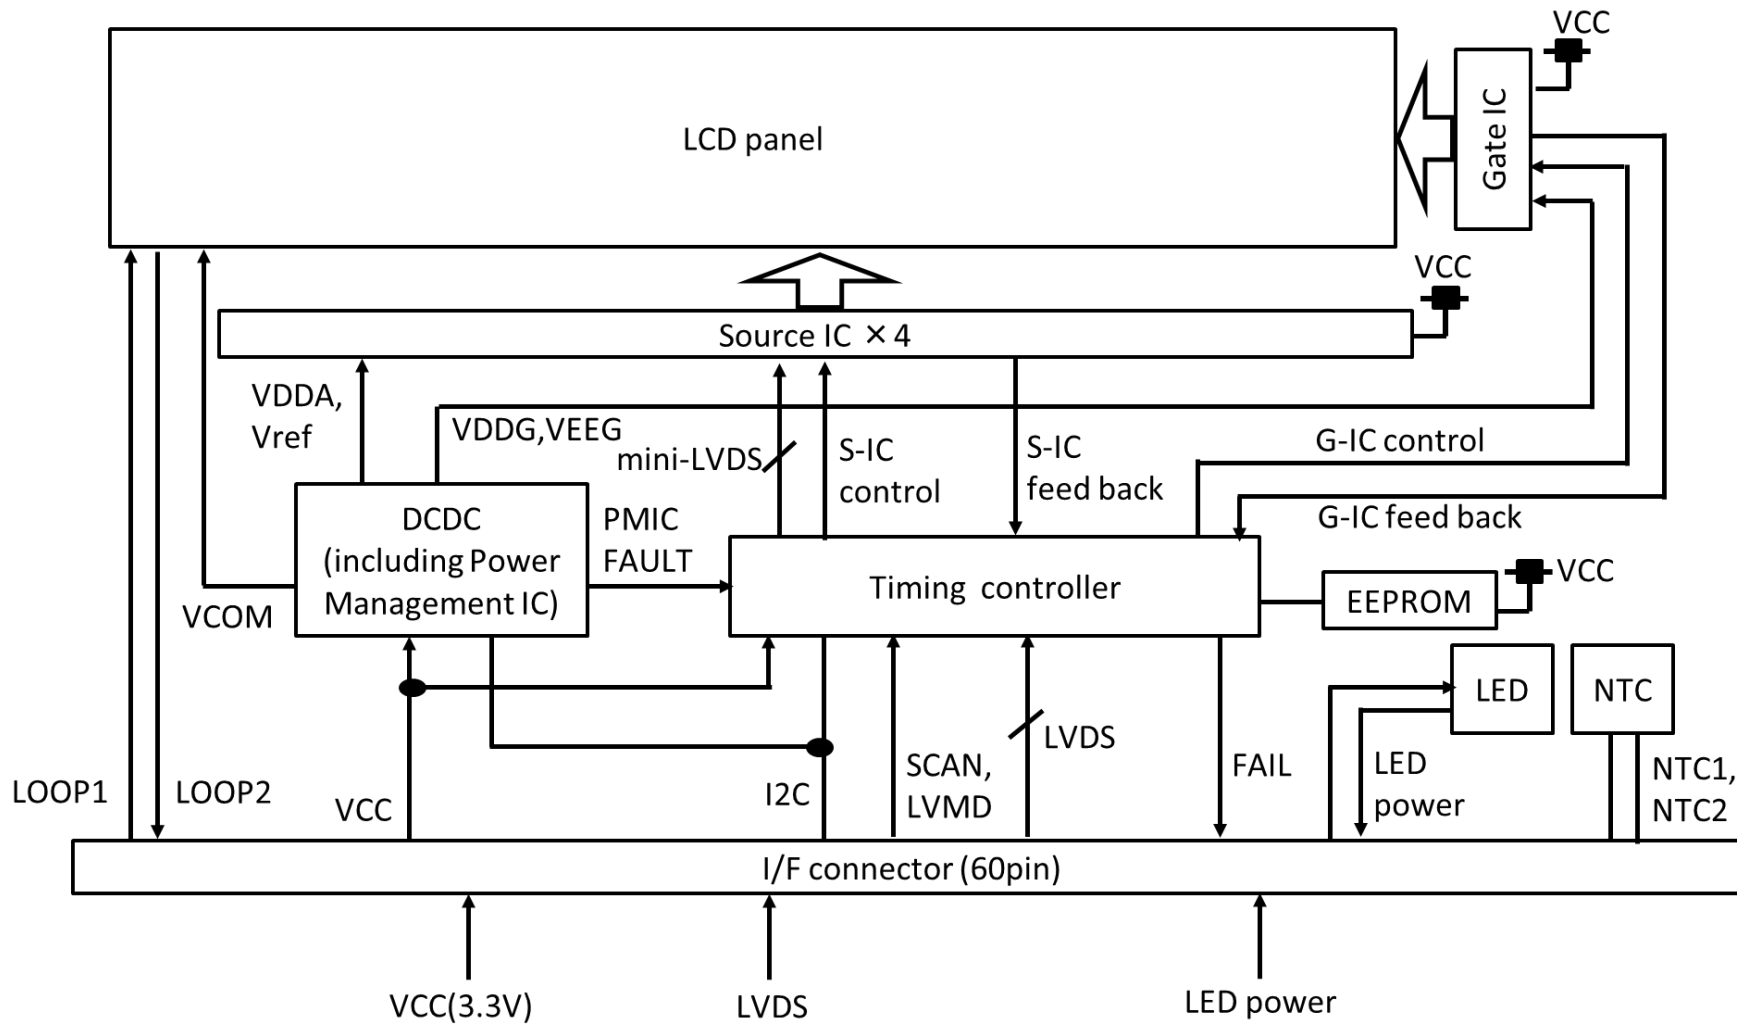 VCC
LCD panel
Gate IC
VCC
Source IC ×4
VDDA,
Vref
VDDG,VEEG
mini-LVDS
S-IC
control
S-IC
feed back
G-IC control
G-IC feed back
DCDC
(including Power
Management IC)
PMIC
FAULT
Timing controller
EEPROM
VCC
VCOM
LED
NTC
LOOP1
LOOP2
VCC
I2C
SCAN,
LVMD
LVDS
FAIL
LED
power
NTC1,
NTC2
I/F connector (60pin)
VCC(3.3V)
LVDS
LED power